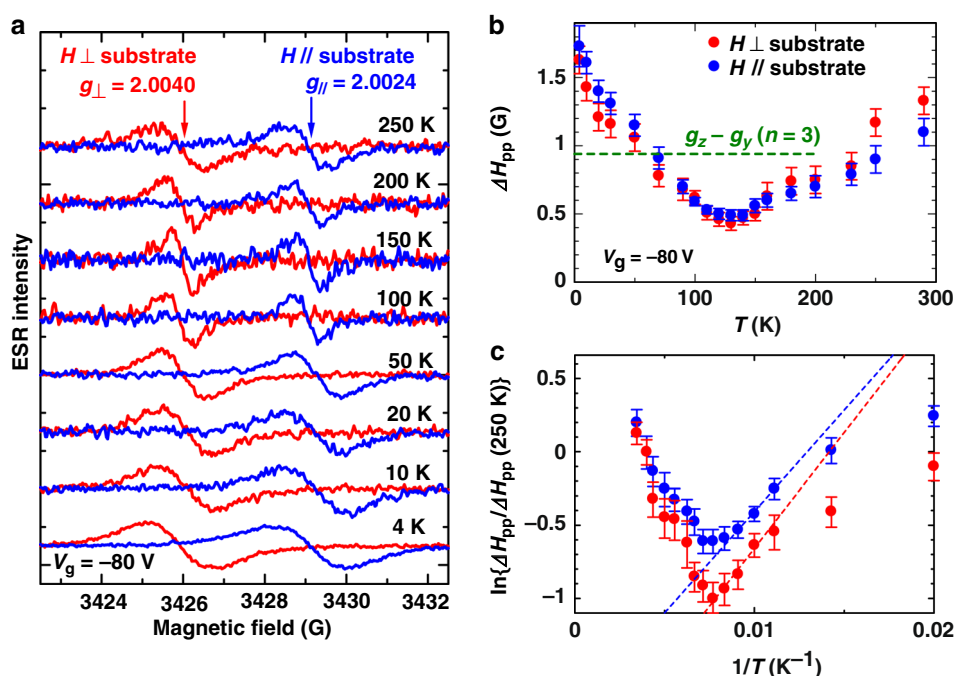 a
H ⊥ substrate
g⊥ = 2.0040
H // substrate
g// = 2.0024
250 K
200 K
150 K
100 K
50 K
20 K
10 K
4 K
Vg = −80 V
ESR intensity
3424 3426 3428 3430 3432
Magnetic field (G)
b
H ⊥ substrate
H // substrate
gz − gy (n = 3)
Vg = −80 V
ΔHpp (G)
1.5
1
0.5
0
0 100 200 300
T (K)
c
ln{ΔHpp/ΔHpp (250 K)}
0.5
0
−0.5
−1
0 0.01 0.02
1/T (K−1)